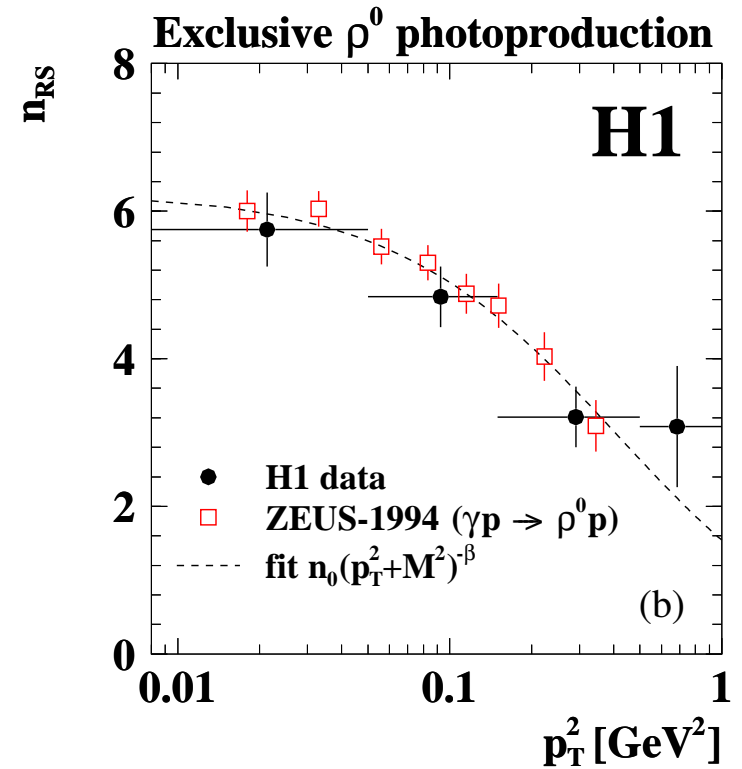 Exclusive ρ⁰ photoproduction
n_RS
8
H1
6
4
H1 data
ZEUS-1994 (γp → ρ⁰p)
2
fit n₀(p_T²+M²)^-β
(b)
0
0.01 0.1 1
p_T² [GeV²]